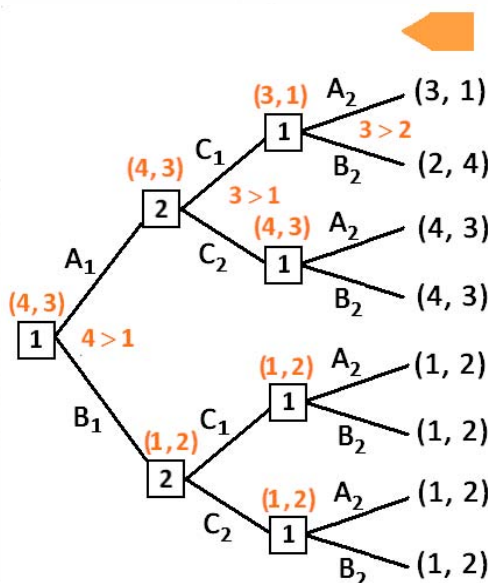 (3, 1) A₂ (3, 1)
1 3 > 2
C₁ B₂ (2, 4)
(4, 3)
2 3 > 1
(4, 3) A₂ (4, 3)
C₂ 1
A₁ B₂ (4, 3)
(4, 3)
1 4 > 1
(1, 2) A₂ (1, 2)
B₁ C₁ 1
(1, 2) B₂ (1, 2)
2
(1, 2) A₂ (1, 2)
C₂ 1
B₂ (1, 2)